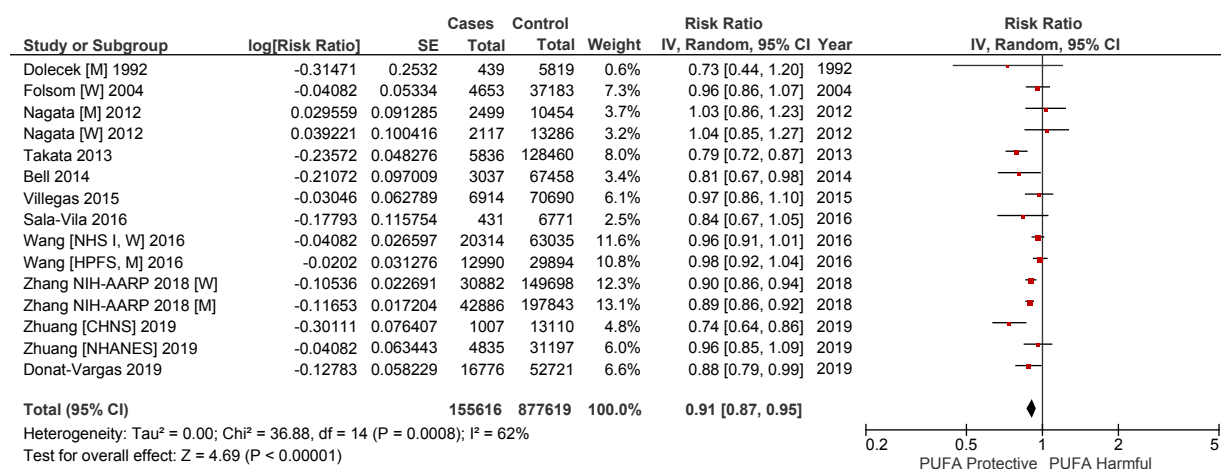 Cases Control Risk Ratio Risk Ratio
Study or Subgroup log[Risk Ratio] SE Total Total Weight IV, Random, 95% CI Year IV, Random, 95% CI
Dolecek [M] 1992 -0.31471 0.2532 439 5819 0.6% 0.73 [0.44, 1.20] 1992
Folsom [W] 2004 -0.04082 0.05334 4653 37183 7.3% 0.96 [0.86, 1.07] 2004
Nagata [M] 2012 0.029559 0.091285 2499 10454 3.7% 1.03 [0.86, 1.23] 2012
Nagata [W] 2012 0.039221 0.100416 2117 13286 3.2% 1.04 [0.85, 1.27] 2012
Takata 2013 -0.23572 0.048276 5836 128460 8.0% 0.79 [0.72, 0.87] 2013
Bell 2014 -0.21072 0.097009 3037 67458 3.4% 0.81 [0.67, 0.98] 2014
Villegas 2015 -0.03046 0.062789 6914 70690 6.1% 0.97 [0.86, 1.10] 2015
Sala-Vila 2016 -0.17793 0.115754 431 6771 2.5% 0.84 [0.67, 1.05] 2016
Wang [NHS I, W] 2016 -0.04082 0.026597 20314 63035 11.6% 0.96 [0.91, 1.01] 2016
Wang [HPFS, M] 2016 -0.0202 0.031276 12990 29894 10.8% 0.98 [0.92, 1.04] 2016
Zhang NIH-AARP 2018 [W] -0.10536 0.022691 30882 149698 12.3% 0.90 [0.86, 0.94] 2018
Zhang NIH-AARP 2018 [M] -0.11653 0.017204 42886 197843 13.1% 0.89 [0.86, 0.92] 2018
Zhuang [CHNS] 2019 -0.30111 0.076407 1007 13110 4.8% 0.74 [0.64, 0.86] 2019
Zhuang [NHANES] 2019 -0.04082 0.063443 4835 31197 6.0% 0.96 [0.85, 1.09] 2019
Donat-Vargas 2019 -0.12783 0.058229 16776 52721 6.6% 0.88 [0.79, 0.99] 2019
Total (95% CI) 155616 877619 100.0% 0.91 [0.87, 0.95]
Heterogeneity: Tau² = 0.00; Chi² = 36.88, df = 14 (P = 0.0008); I² = 62%
Test for overall effect: Z = 4.69 (P < 0.00001)
0.2 0.5 1 2 5
PUFA Protective PUFA Harmful